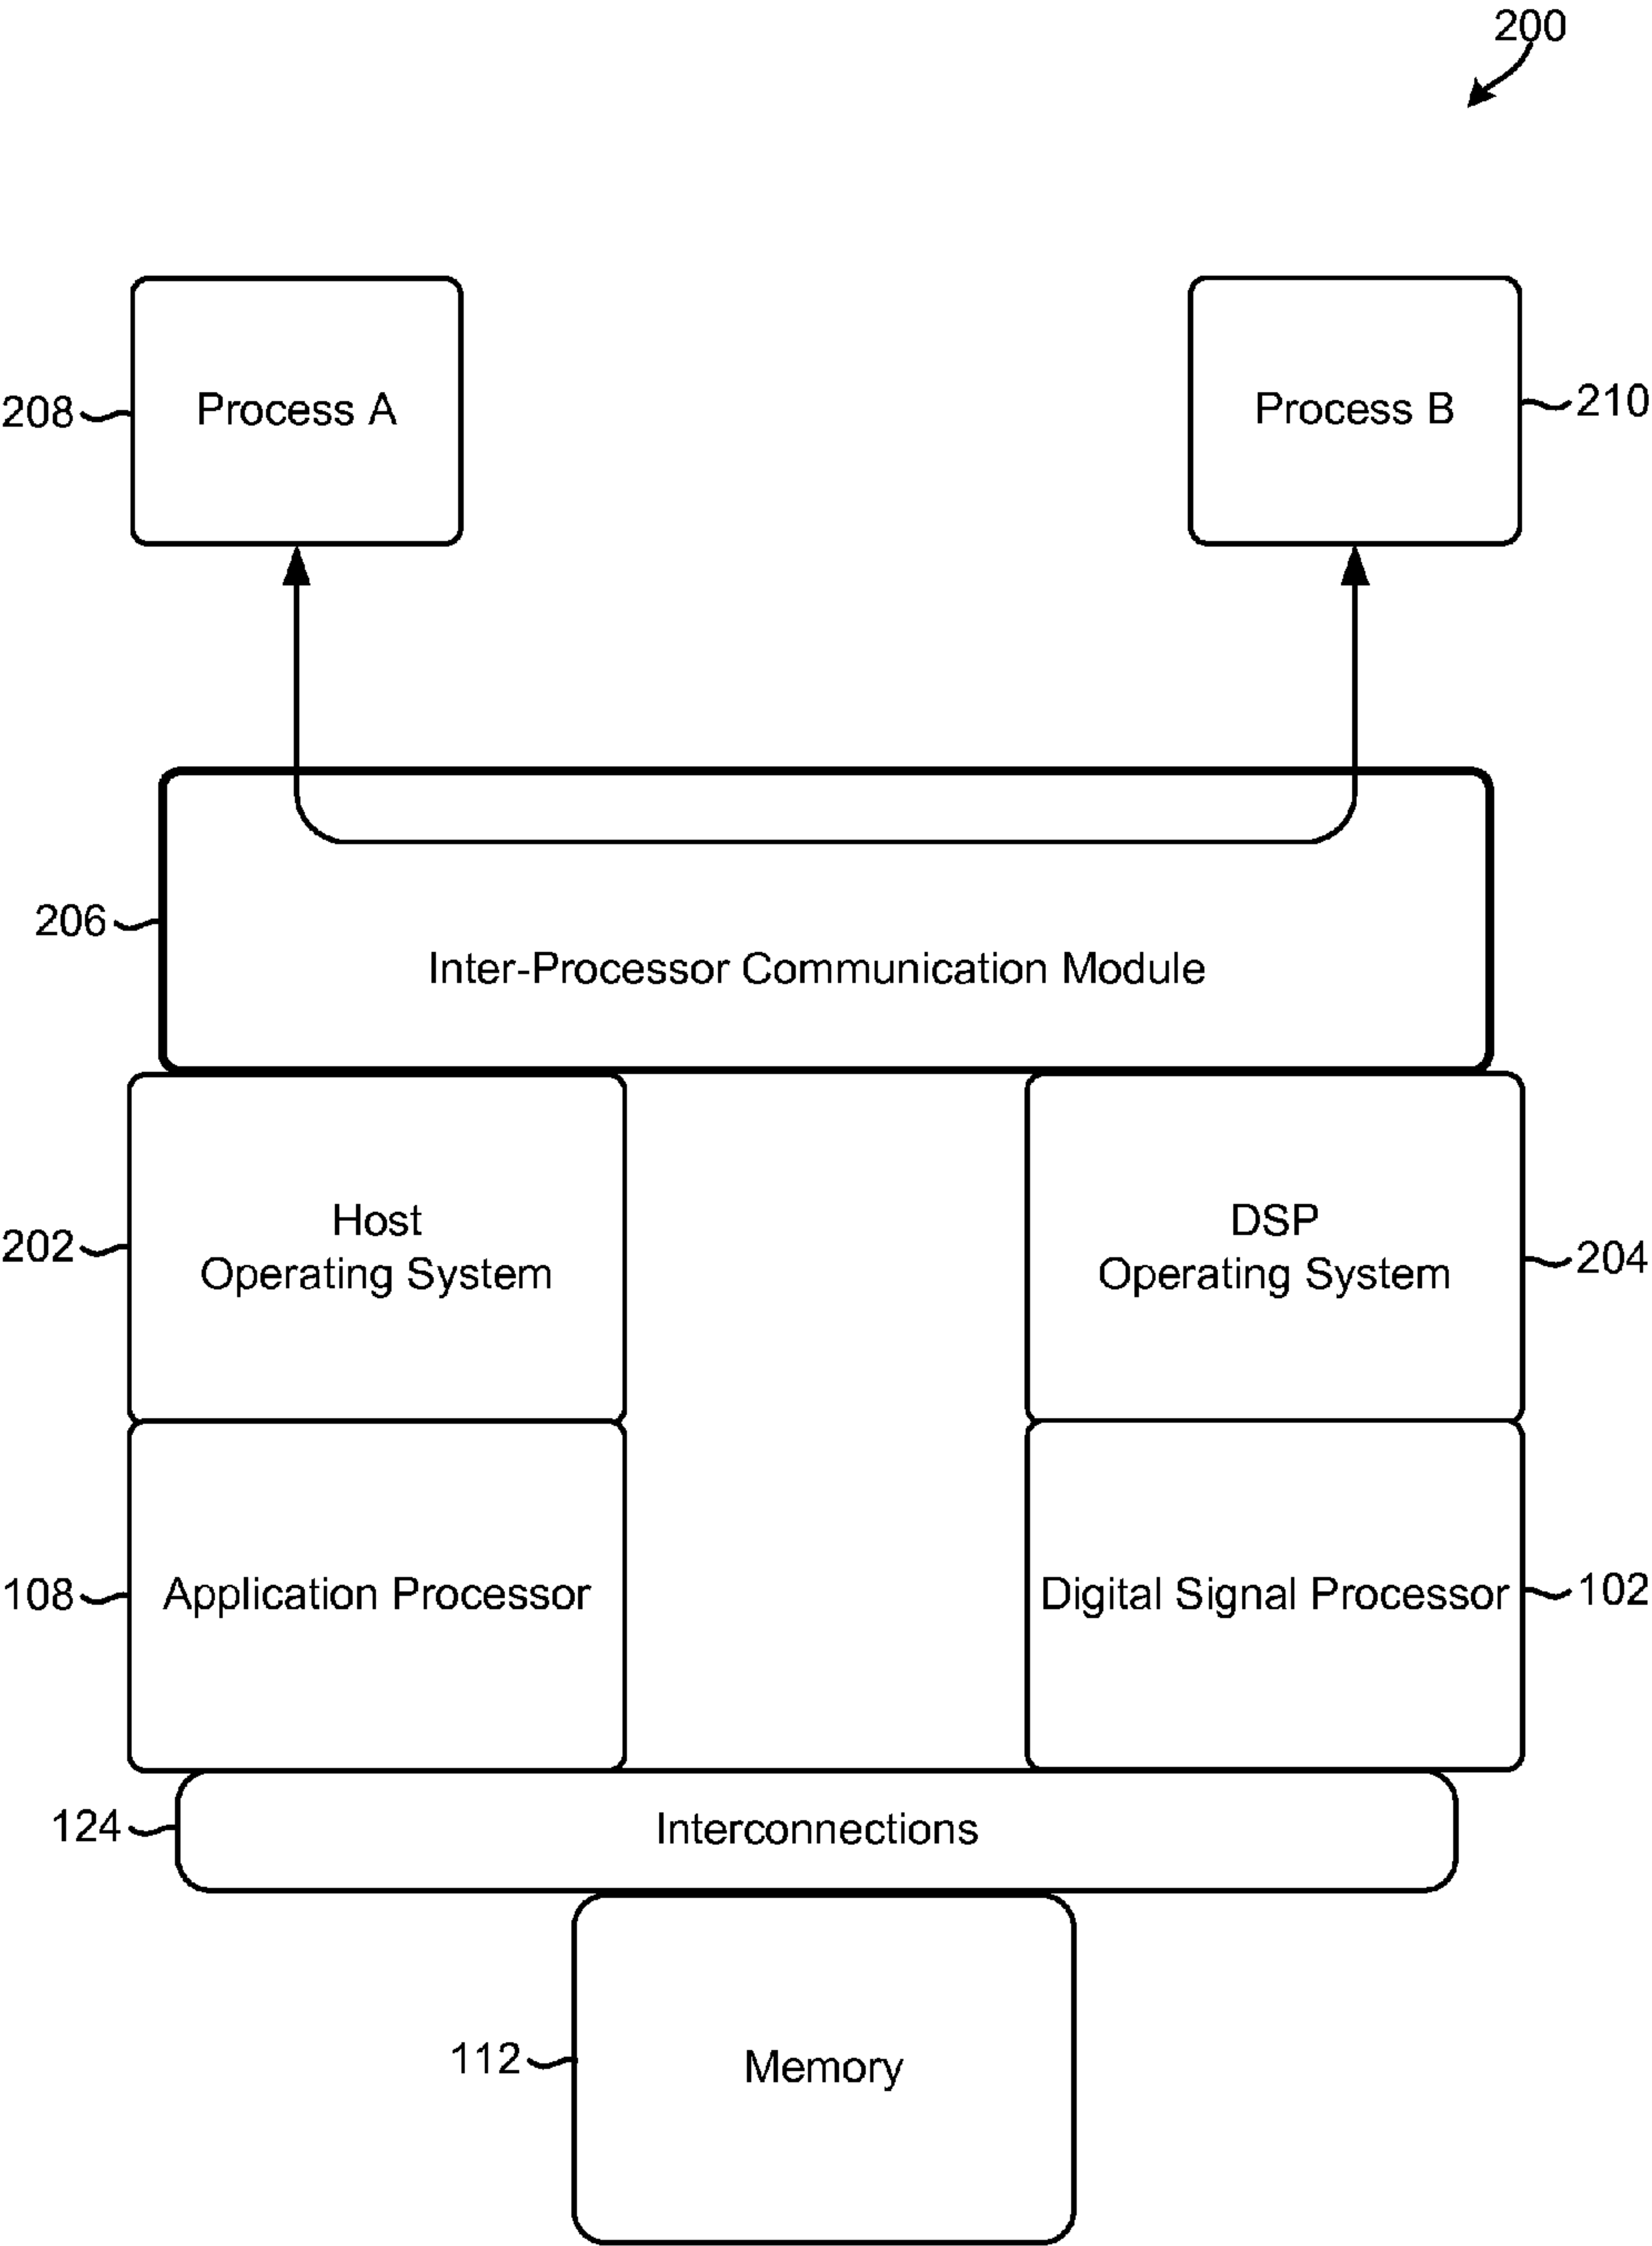 200
Process A
Process B
208
210
206
Inter-Processor Communication Module
Host
Operating System
DSP
Operating System
202
204
108
Application Processor
Digital Signal Processor
102
124
Interconnections
112
Memory